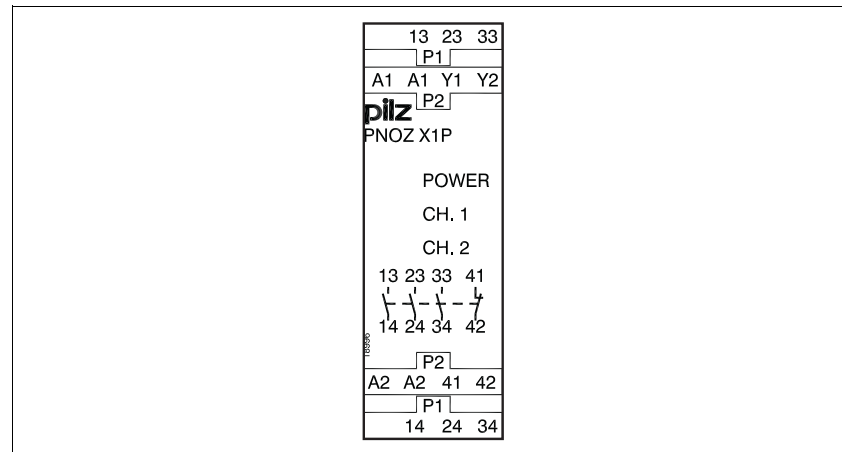 13 23 33
P1
A1 A1 Y1 Y2
P2
pilz
PNOZ X1P
POWER
CH. 1
CH. 2
13 23 33 41
14 24 34 42
18996
P2
A2 A2 41 42
P1
14 24 34